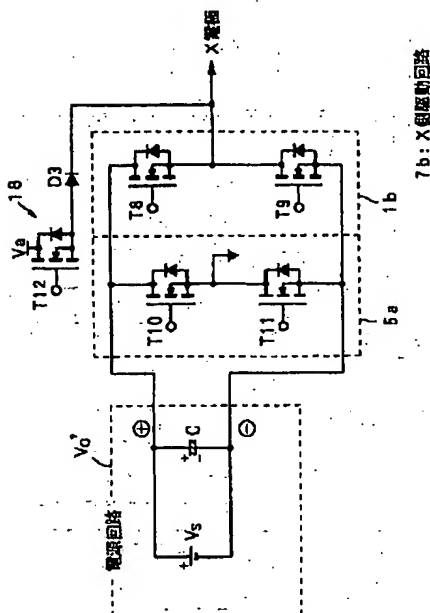 電源回路
Vo'
Vs
C
+
+
-
⊕
⊖
T12
Va
18
D3
X電極
T10
T11
T8
T9
5a
1b
7b:X側駆動回路